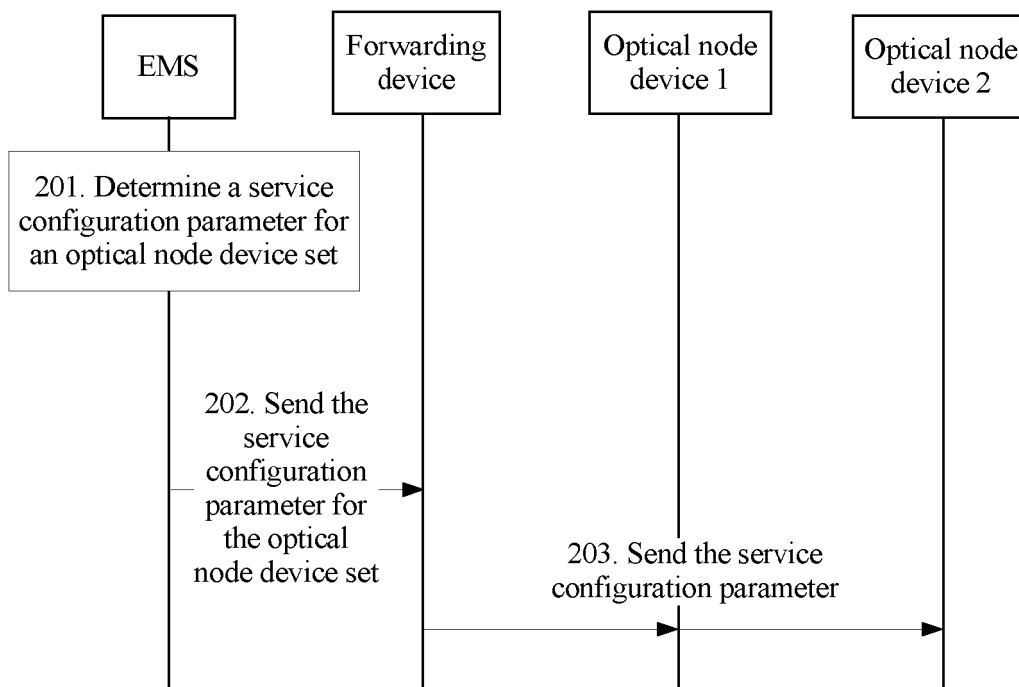 EMS
Forwarding
device
Optical node
device 1
Optical node
device 2
201. Determine a service
configuration parameter for
an optical node device set
202. Send the
service
configuration
parameter for
the optical
node device set
203. Send the service
configuration parameter